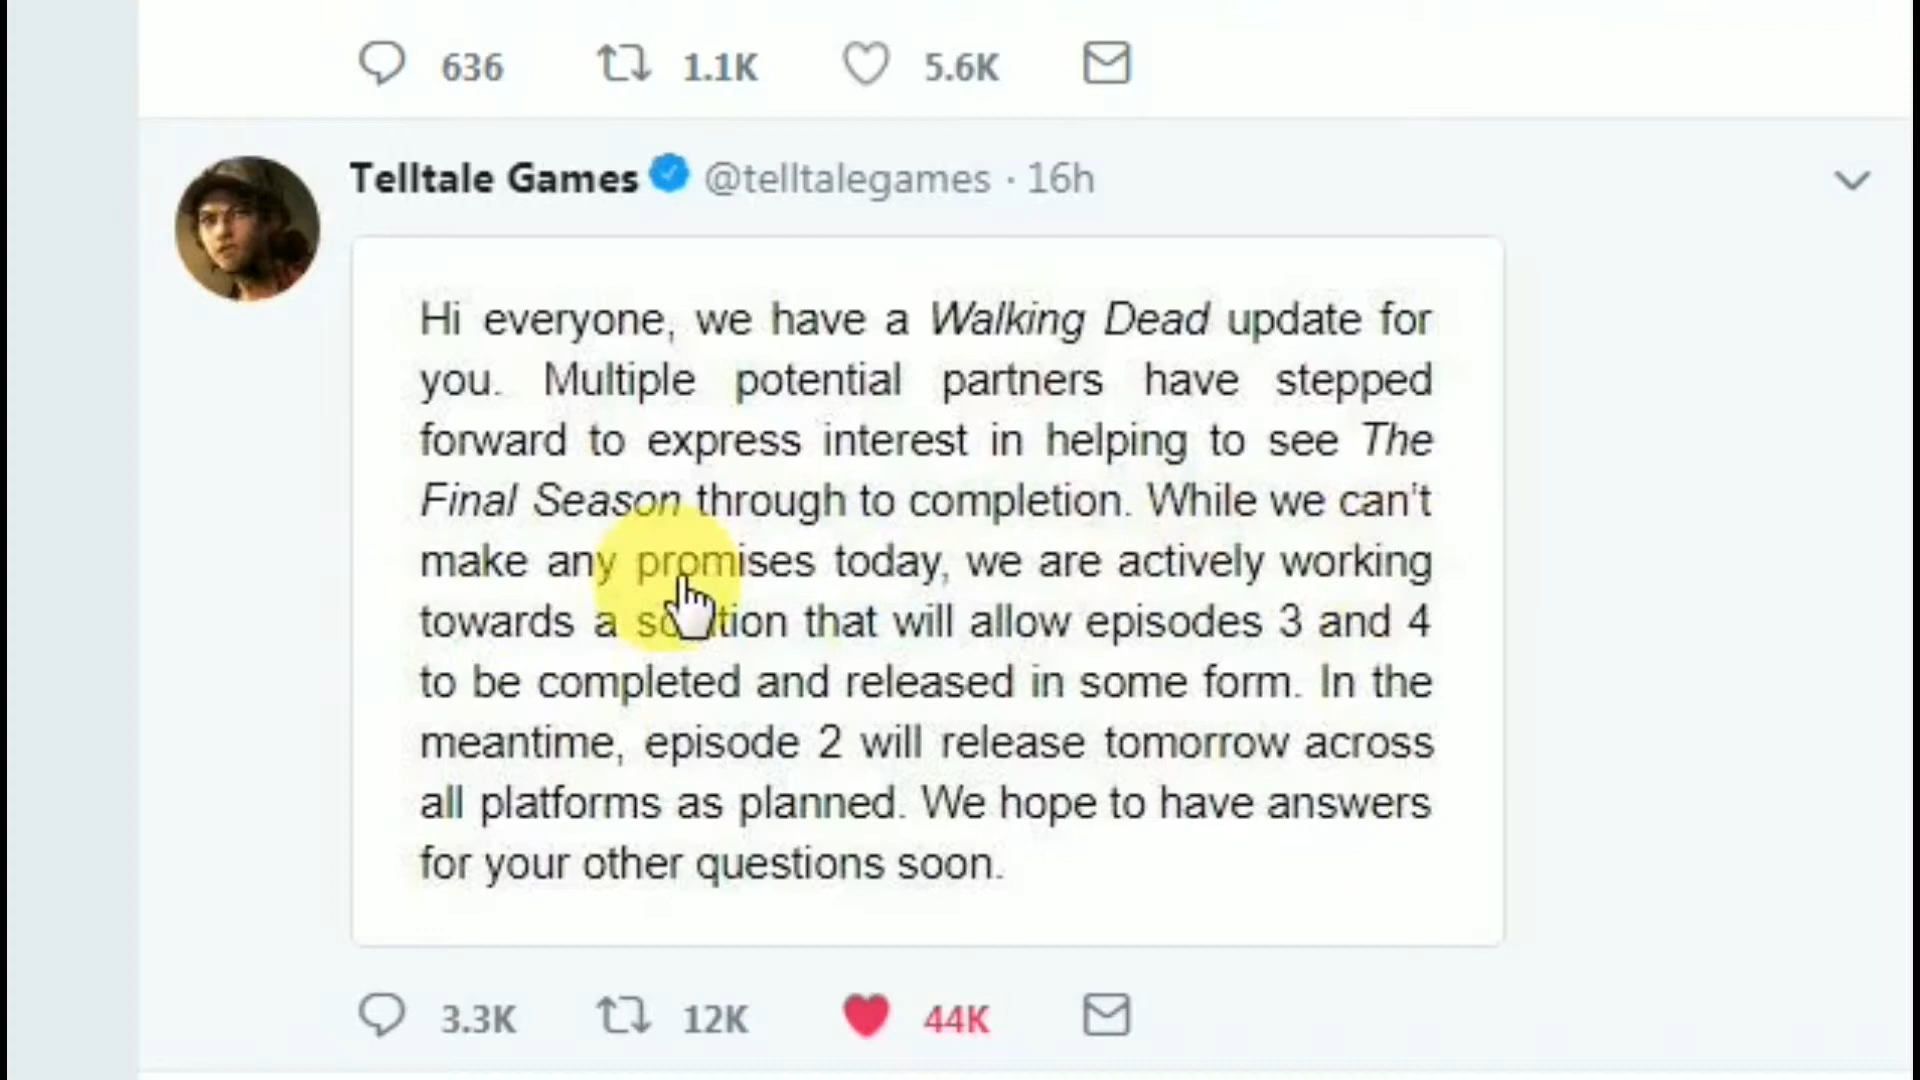 636 1.1K 5.6K
Telltale Games @telltalegames · 16h
Hi everyone, we have a Walking Dead update for
you. Multiple potential partners have stepped
forward to express interest in helping to see The
Final Season through to completion. While we can't
make any promises today, we are actively working
towards a solution that will allow episodes 3 and 4
to be completed and released in some form. In the
meantime, episode 2 will release tomorrow across
all platforms as planned. We hope to have answers
for your other questions soon.
3.3K 12K 44K